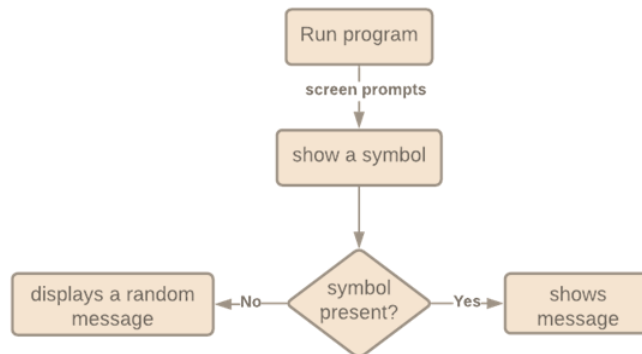 Run program
screen prompts
show a symbol
symbol
present?
No
Yes
displays a random
message
shows
message